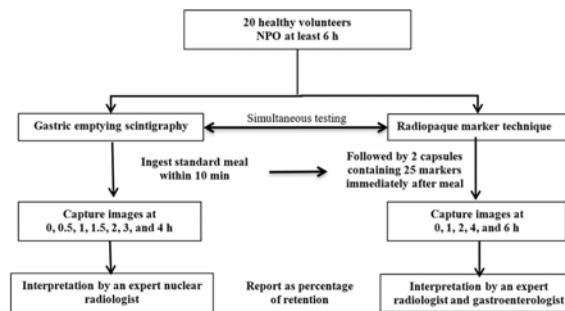 20 healthy volunteers
NPO at least 6 h
Simultaneous testing
Gastric emptying scintigraphy
Radiopaque marker technique
Ingest standard meal
within 10 min
Followed by 2 capsules
containing 25 markers
immediately after meal
Capture images at
0, 0.5, 1, 1.5, 2, 3, and 4 h
Capture images at
0, 1, 2, 4, and 6 h
Interpretation by an expert nuclear
radiologist
Report as percentage
of retention
Interpretation by an expert
radiologist and gastroenterologist